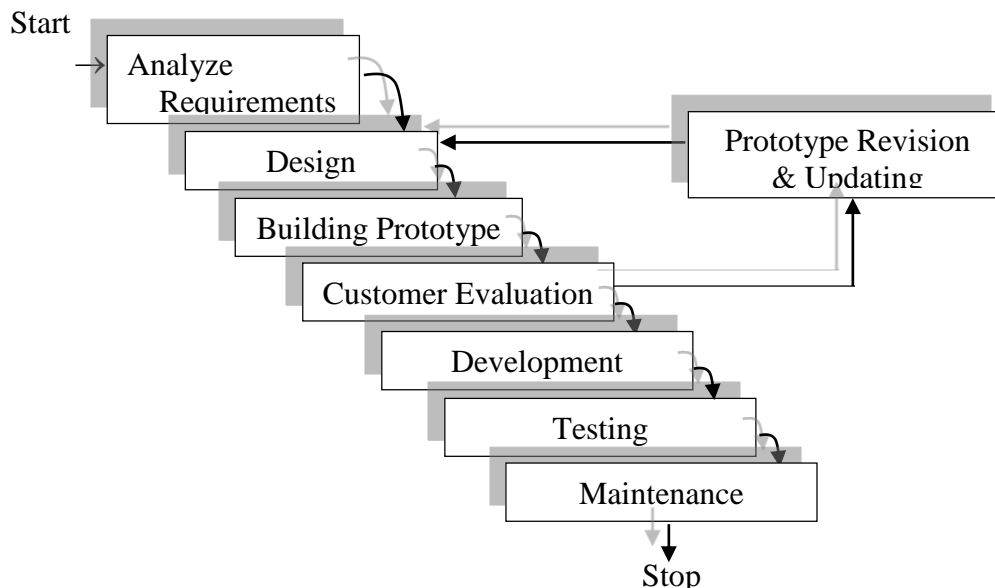 Start
Analyze
Requirements
Design
Prototype Revision
& Updating
Building Prototype
Customer Evaluation
Development
Testing
Maintenance
Stop